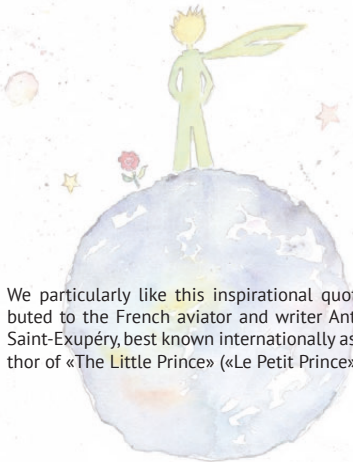 We particularly like this inspirational quot
buted to the French aviator and writer Ant
Saint-Exupéry, best known internationally as
thor of «The Little Prince» («Le Petit Prince»